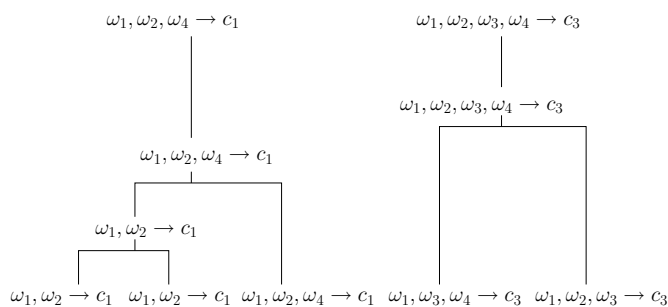 ω₁, ω₂, ω₄ → c₁
ω₁, ω₂, ω₃, ω₄ → c₃
ω₁, ω₂, ω₃, ω₄ → c₃
ω₁, ω₂, ω₄ → c₁
ω₁, ω₂ → c₁
ω₁, ω₂ → c₁
ω₁, ω₂ → c₁
ω₁, ω₂, ω₄ → c₁
ω₁, ω₃, ω₄ → c₃
ω₁, ω₂, ω₃ → c₃